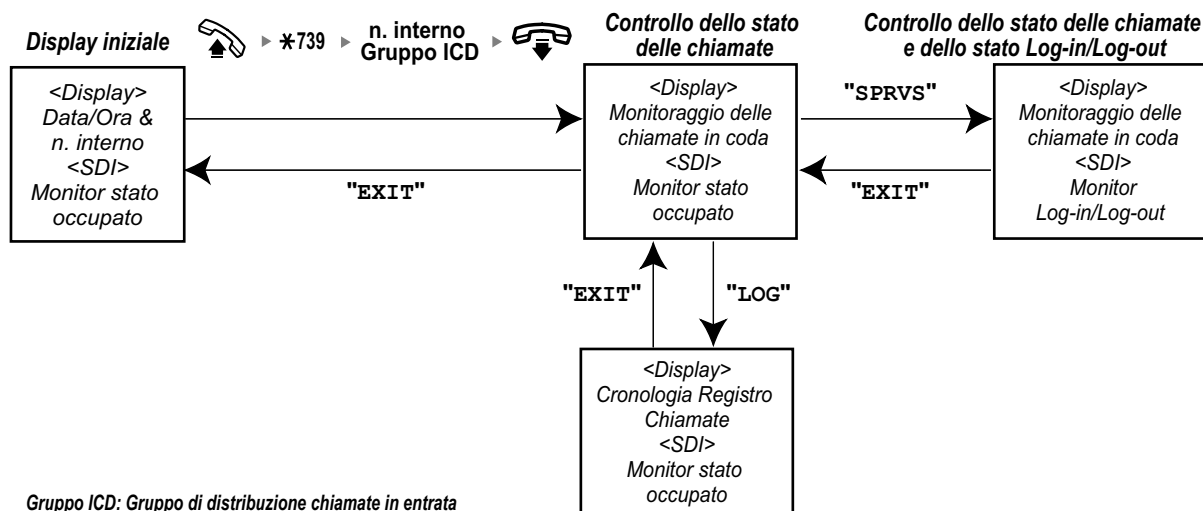 Display iniziale
*739
n. interno
Gruppo ICD
Controllo dello stato
delle chiamate
Controllo dello stato delle chiamate
e dello stato Log-in/Log-out
<Display>
Data/Ora &
n. interno
<SDI>
Monitor stato
occupato
"EXIT"
<Display>
Monitoraggio delle
chiamate in coda
<SDI>
Monitor stato
occupato
"SPRVS"
"EXIT"
<Display>
Monitoraggio delle
chiamate in coda
<SDI>
Monitor
Log-in/Log-out
"EXIT"
"LOG"
<Display>
Cronologia Registro
Chiamate
<SDI>
Monitor stato
occupato
Gruppo ICD: Gruppo di distribuzione chiamate in entrata